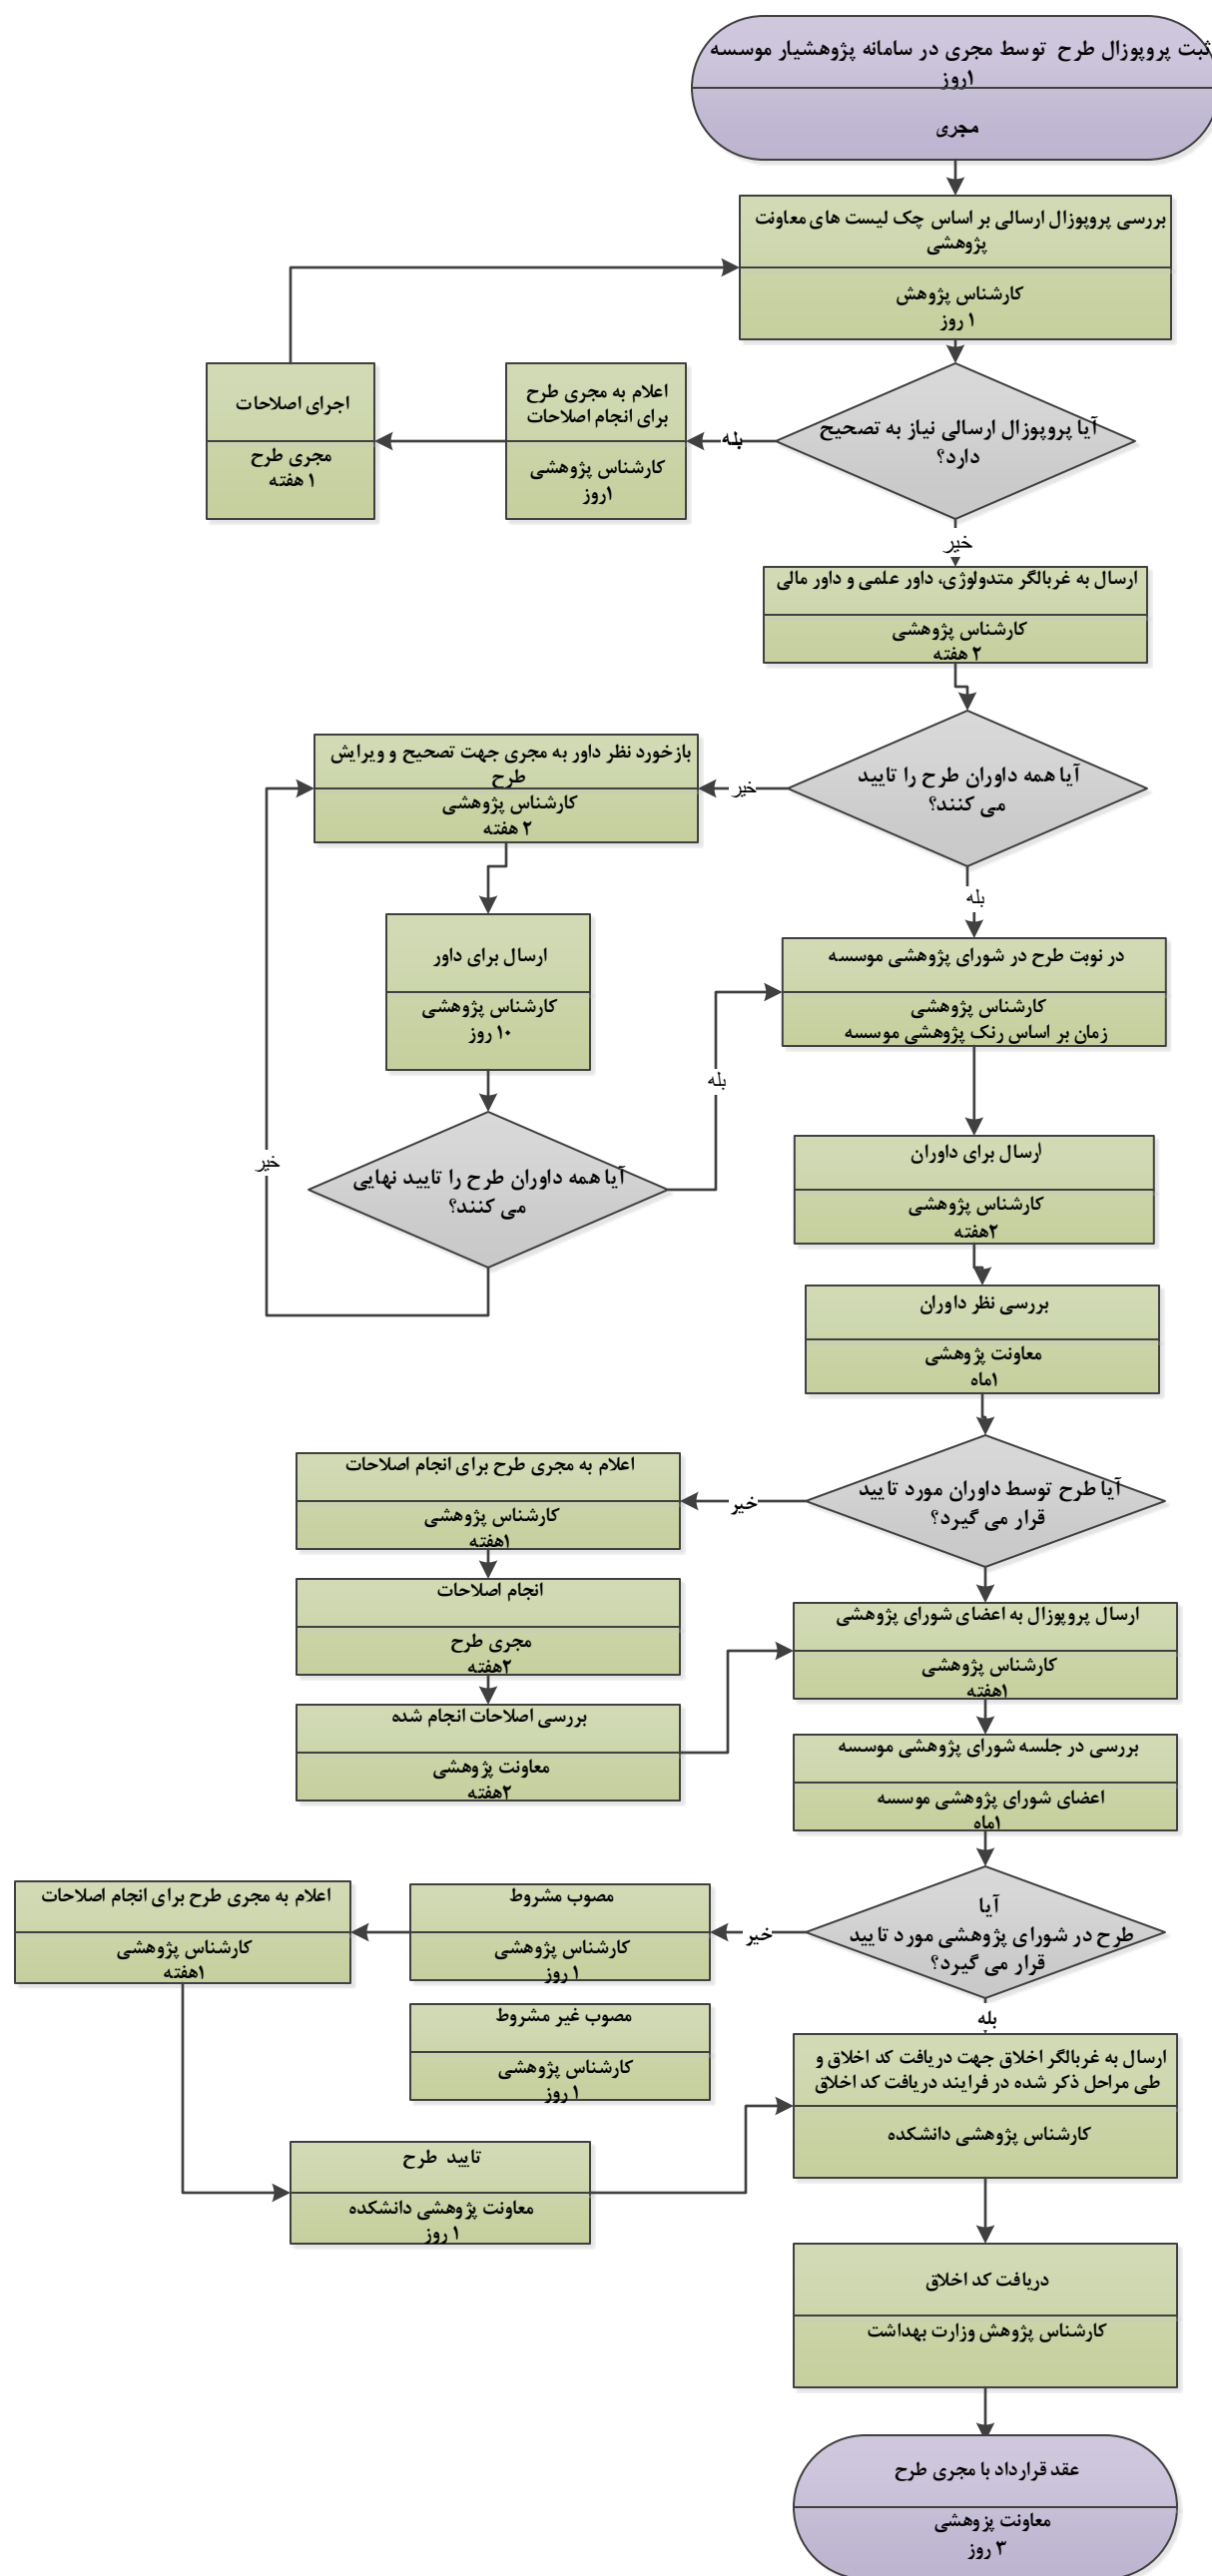 ثبت پروپوزال طرح توسط مجری در سامانه پژوهشیار موسسه
۱روز
مجری
بررسی پروپوزال ارسالی بر اساس چک لیست های معاونت
پژوهشی
کارشناس پژوهش
۱ روز
آیا پروپوزال ارسالی نیاز به تصحیح
دارد؟
بله
اعلام به مجری طرح
برای انجام اصلاحات
کارشناس پژوهشی
۱روز
اجرای اصلاحات
مجری طرح
۱ هفته
خیر
ارسال به غربالگر متدولوژی، داور علمی و داور مالی
کارشناس پژوهشی
۲ هفته
آیا همه داوران طرح را تایید
می کنند؟
خیر
بازخورد نظر داور به مجری جهت تصحیح و ویرایش
طرح
کارشناس پژوهشی
۲ هفته
ارسال برای داور
کارشناس پژوهشی
۱۰ روز
آیا همه داوران طرح را تایید نهایی
می کنند؟
خیر
بله
بله
در نوبت طرح در شورای پژوهشی موسسه
کارشناس پژوهشی
زمان بر اساس رنک پژوهشی موسسه
ارسال برای داوران
کارشناس پژوهشی
۲هفته
بررسی نظر داوران
معاونت پژوهشی
۱ماه
آیا طرح توسط داوران مورد تایید
قرار می گیرد؟
خیر
اعلام به مجری طرح برای انجام اصلاحات
کارشناس پژوهشی
۱هفته
انجام اصلاحات
مجری طرح
۲هفته
بررسی اصلاحات انجام شده
معاونت پژوهشی
۲هفته
ارسال پروپوزال به اعضای شورای پژوهشی
کارشناس پژوهشی
۱هفته
بررسی در جلسه شورای پژوهشی موسسه
اعضای شورای پژوهشی موسسه
۱ماه
آیا
طرح در شورای پژوهشی مورد تایید
قرار می گیرد؟
خیر
مصوب مشروط
کارشناس پژوهشی
۱ روز
اعلام به مجری طرح برای انجام اصلاحات
کارشناس پژوهشی
۱هفته
مصوب غیر مشروط
کارشناس پژوهشی
۱ روز
تایید طرح
معاونت پژوهشی دانشکده
۱ روز
بله
ارسال به غربالگر اخلاق جهت دریافت کد اخلاق و
طی مراحل ذکر شده در فرایند دریافت کد اخلاق
کارشناس پژوهشی دانشکده
دریافت کد اخلاق
کارشناس پژوهش وزارت بهداشت
عقد قرارداد با مجری طرح
معاونت پژوهشی
۳ روز